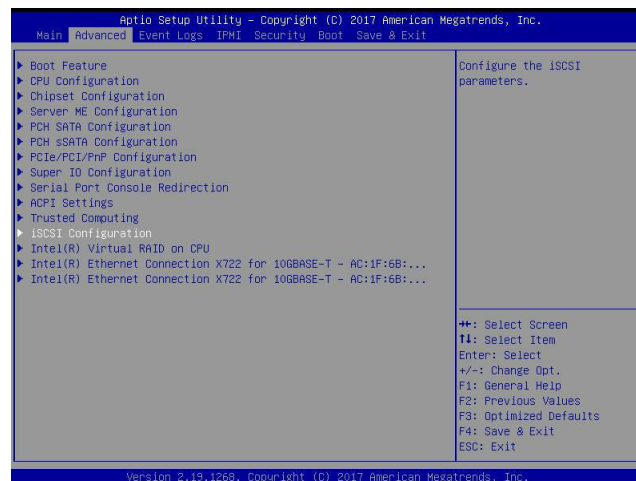 Aptio Setup Utility – Copyright (C) 2017 American Megatrends, Inc.
Main Advanced Event Logs IPMI Security Boot Save & Exit
Boot Feature
CPU Configuration
Chipset Configuration
Server ME Configuration
PCH SATA Configuration
PCH sSATA Configuration
PCIe/PCI/PnP Configuration
Super IO Configuration
Serial Port Console Redirection
ACPI Settings
Trusted Computing
iSCSI Configuration
Intel(R) Virtual RAID on CPU
Intel(R) Ethernet Connection X722 for 10GBASE-T – AC:1F:6B:...
Intel(R) Ethernet Connection X722 for 10GBASE-T – AC:1F:6B:...
Configure the iSCSI
parameters.
→←: Select Screen
↑↓: Select Item
Enter: Select
+/-: Change Opt.
F1: General Help
F2: Previous Values
F3: Optimized Defaults
F4: Save & Exit
ESC: Exit
Version 2.19.1268. Copyright (C) 2017 American Megatrends, Inc.